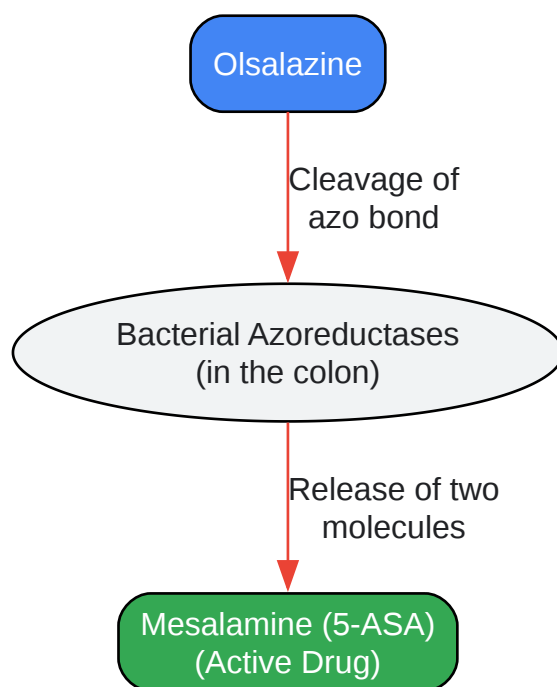 Olsalazine
Cleavage of
azo bond
Bacterial Azoreductases
(in the colon)
Release of two
molecules
Mesalamine (5-ASA)
(Active Drug)